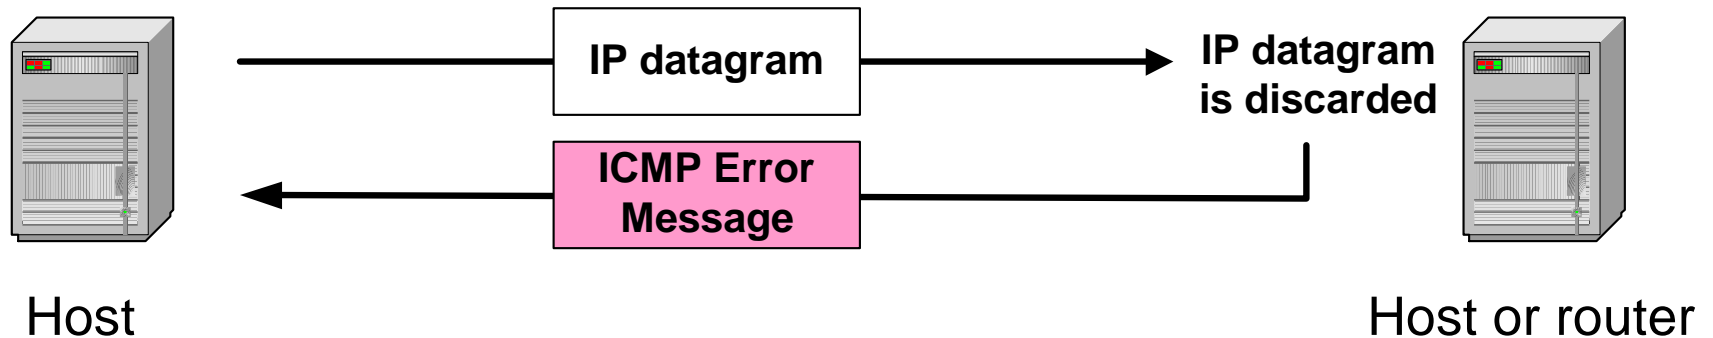 IP datagram
IP datagram
is discarded
ICMP Error
Message
Host
Host or router